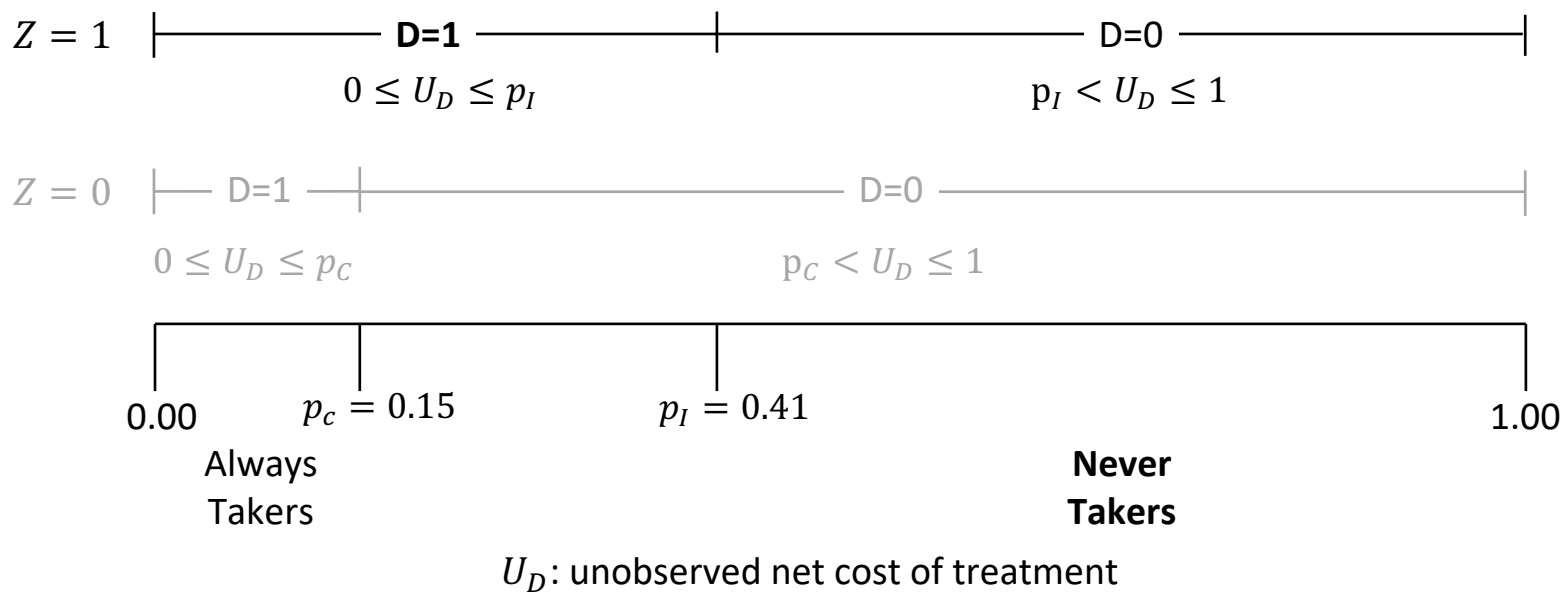 Z = 1 D=1 D=0
0 ≤ U_D ≤ p_I p_I < U_D ≤ 1
Z = 0 D=1 D=0
0 ≤ U_D ≤ p_C p_C < U_D ≤ 1
0.00 p_c = 0.15 p_I = 0.41 1.00
Always Never
Takers Takers
U_D: unobserved net cost of treatment